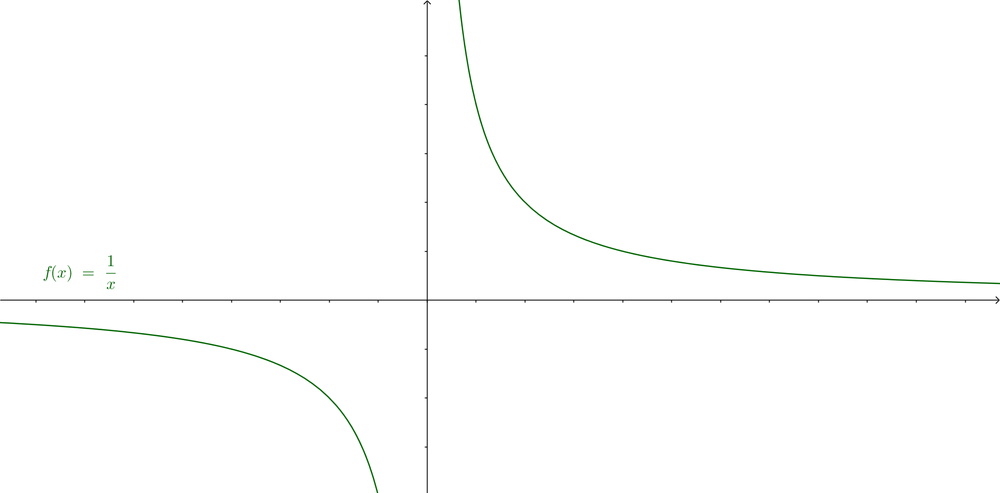 f(x) = 1/x